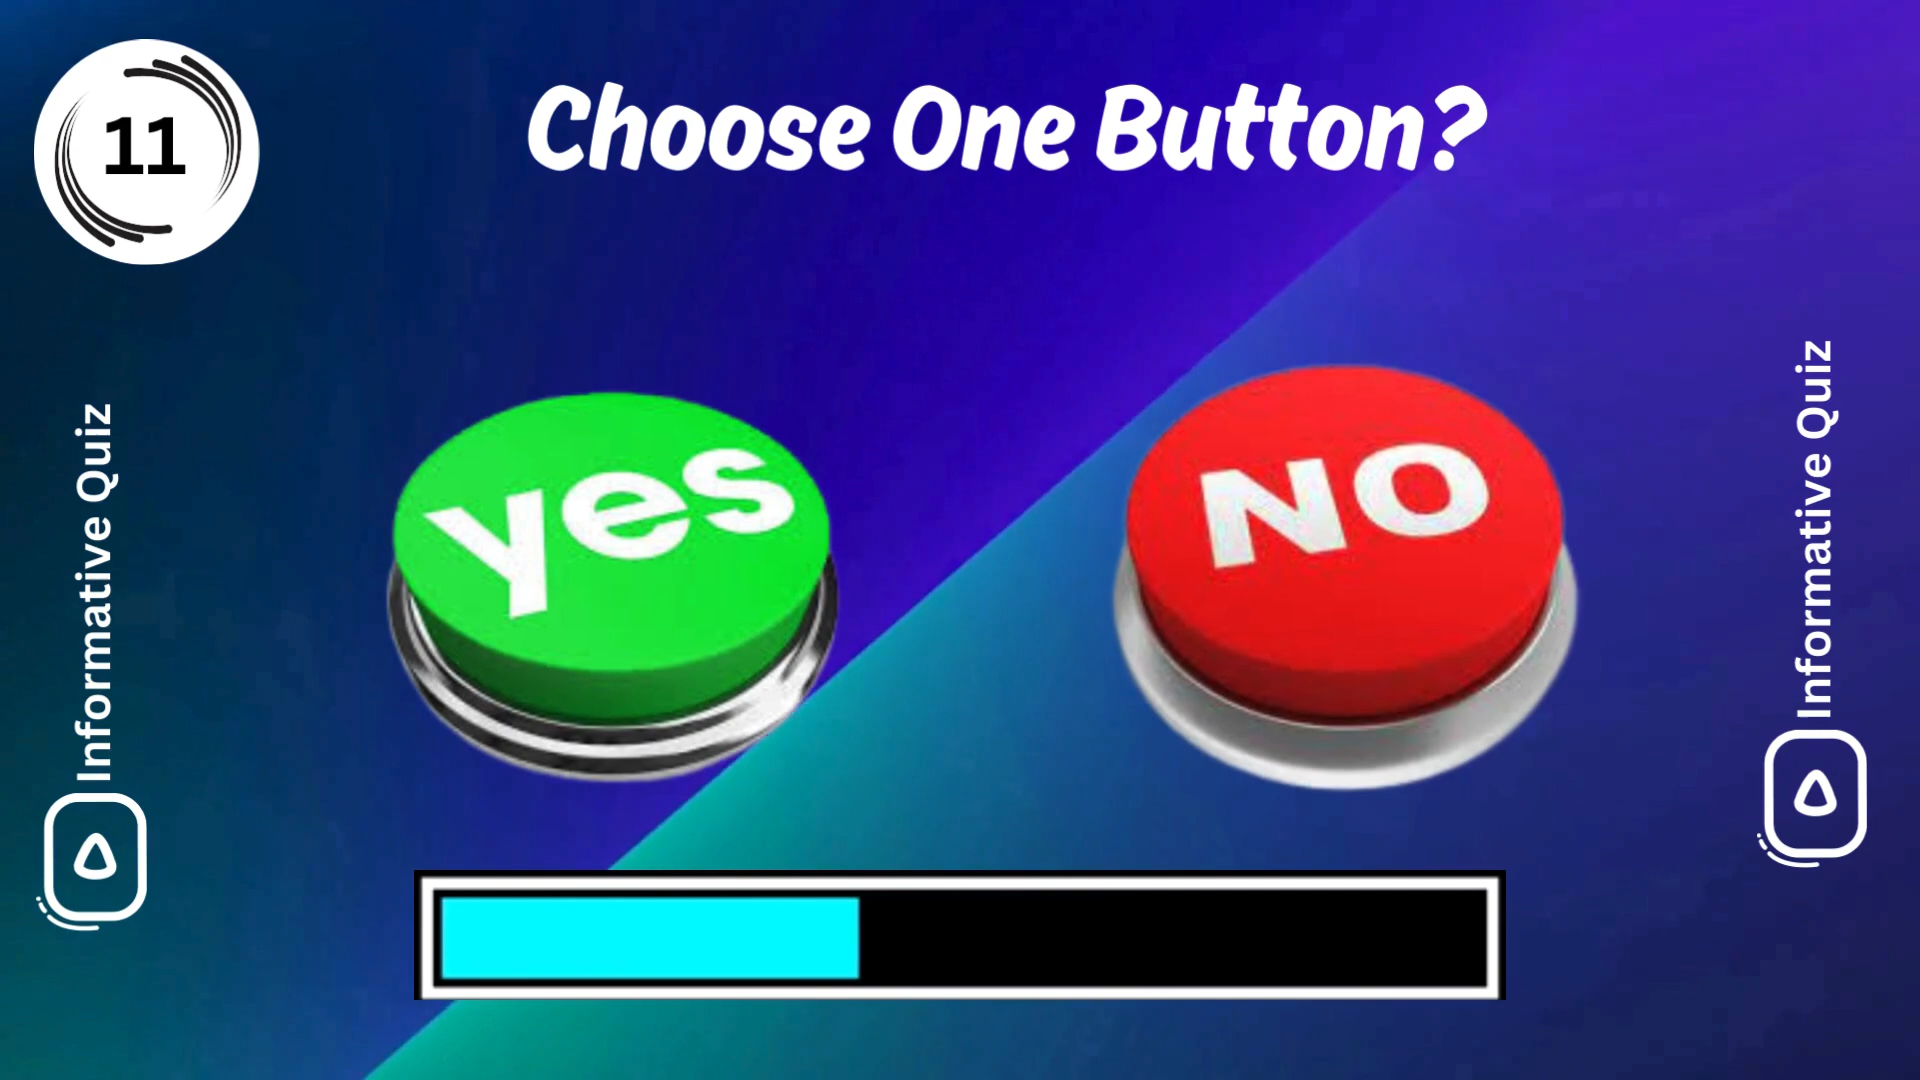 11
Choose One Button?
yes
NO
Informative Quiz
Informative Quiz